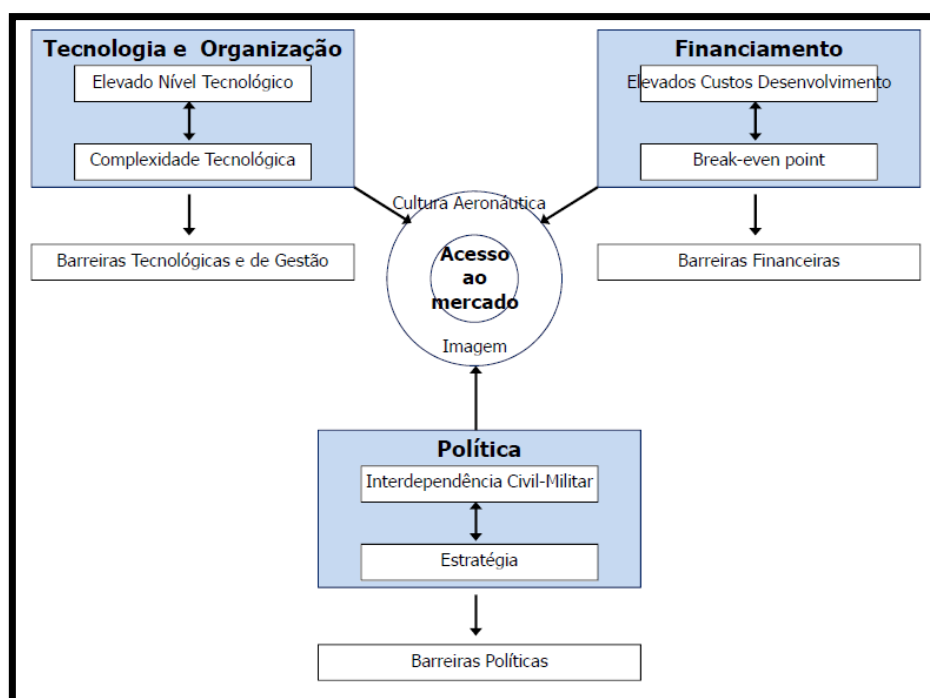 Tecnologia e Organização
Elevado Nível Tecnológico
Complexidade Tecnológica
Barreiras Tecnológicas e de Gestão
Financiamento
Elevados Custos Desenvolvimento
Break-even point
Barreiras Financeiras
Cultura Aeronáutica
Acesso
ao
mercado
Imagem
Política
Interdependência Civil-Militar
Estratégia
Barreiras Políticas